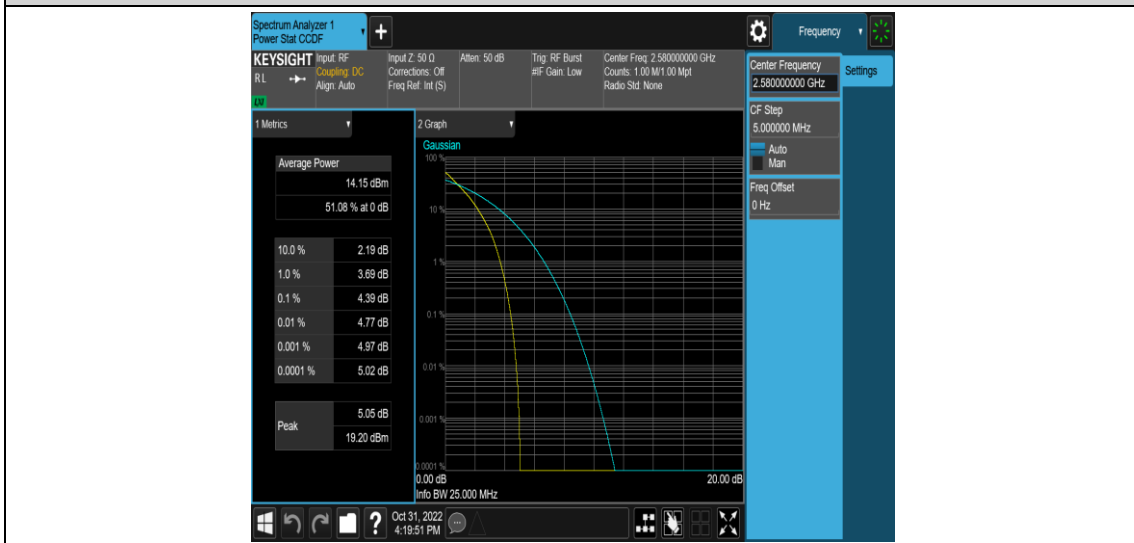 Spectrum Analyzer 1
Power Stat CCDF
+
Frequency
KEYSIGHT
RL
Input: RF
Coupling: DC
Align: Auto
Input Z: 50 Ω
Corrections: Off
Freq Ref: Int (S)
Atten: 50 dB
Trig: RF Burst
#IF Gain: Low
Center Freq: 2.580000000 GHz
Counts: 1.00 M/1.00 Mpt
Radio Std: None
Center Frequency
2.580000000 GHz
Settings
CF Step
5.000000 MHz
Auto
Man
Freq Offset
0 Hz
1 Metrics
Average Power
14.15 dBm
51.08 % at 0 dB
10.0 % 2.19 dB
1.0 % 3.69 dB
0.1 % 4.39 dB
0.01 % 4.77 dB
0.001 % 4.97 dB
0.0001 % 5.02 dB
Peak
5.05 dB
19.20 dBm
2 Graph
Gaussian
100 %
10 %
1 %
0.1 %
0.01 %
0.001 %
0.0001 %
0.00 dB 20.00 dB
Info BW 25.000 MHz
?
Oct 31, 2022
4:19:51 PM